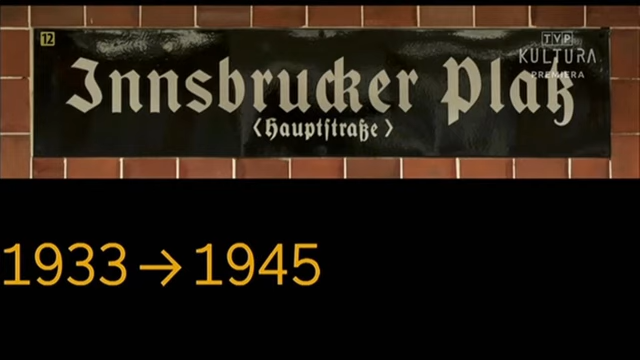 12
TVP
KULTURA
PREMIERA
Innsbrucker Platz
<Hauptstraße>
1933→1945